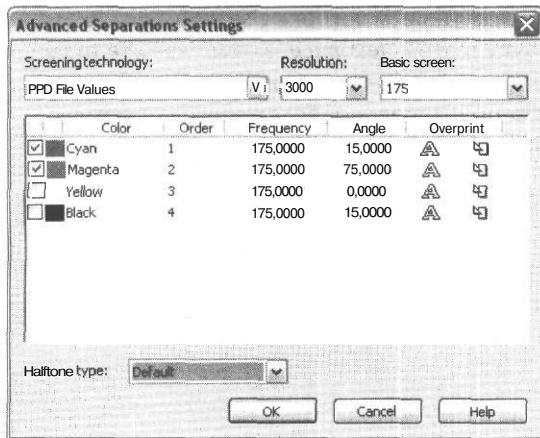 Advanced Separations Settings
Screening technology: Resolution: Basic screen:
PPD File Values 3000 175
Color Order Frequency Angle Overprint
Cyan 1 175,0000 15,0000
Magenta 2 175,0000 75,0000
Yellow 3 175,0000 0,0000
Black 4 175,0000 15,0000
Halftone type: Default
OK Cancel Help